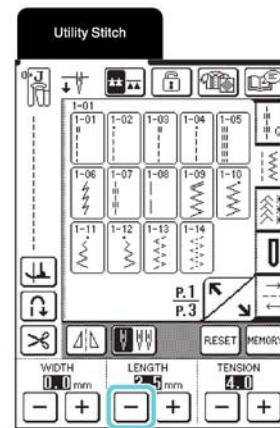 Utility Stitch
J
1-01
1-01 1-02 1-03 1-04 1-05
1-06 1-07 1-08 1-09 1-10
1-11 1-12 1-13 1-14
P.1
P.3
RESET MEMORY
WIDTH LENGTH TENSION
0.0 mm 2.5 mm 4.0
- + - + - +